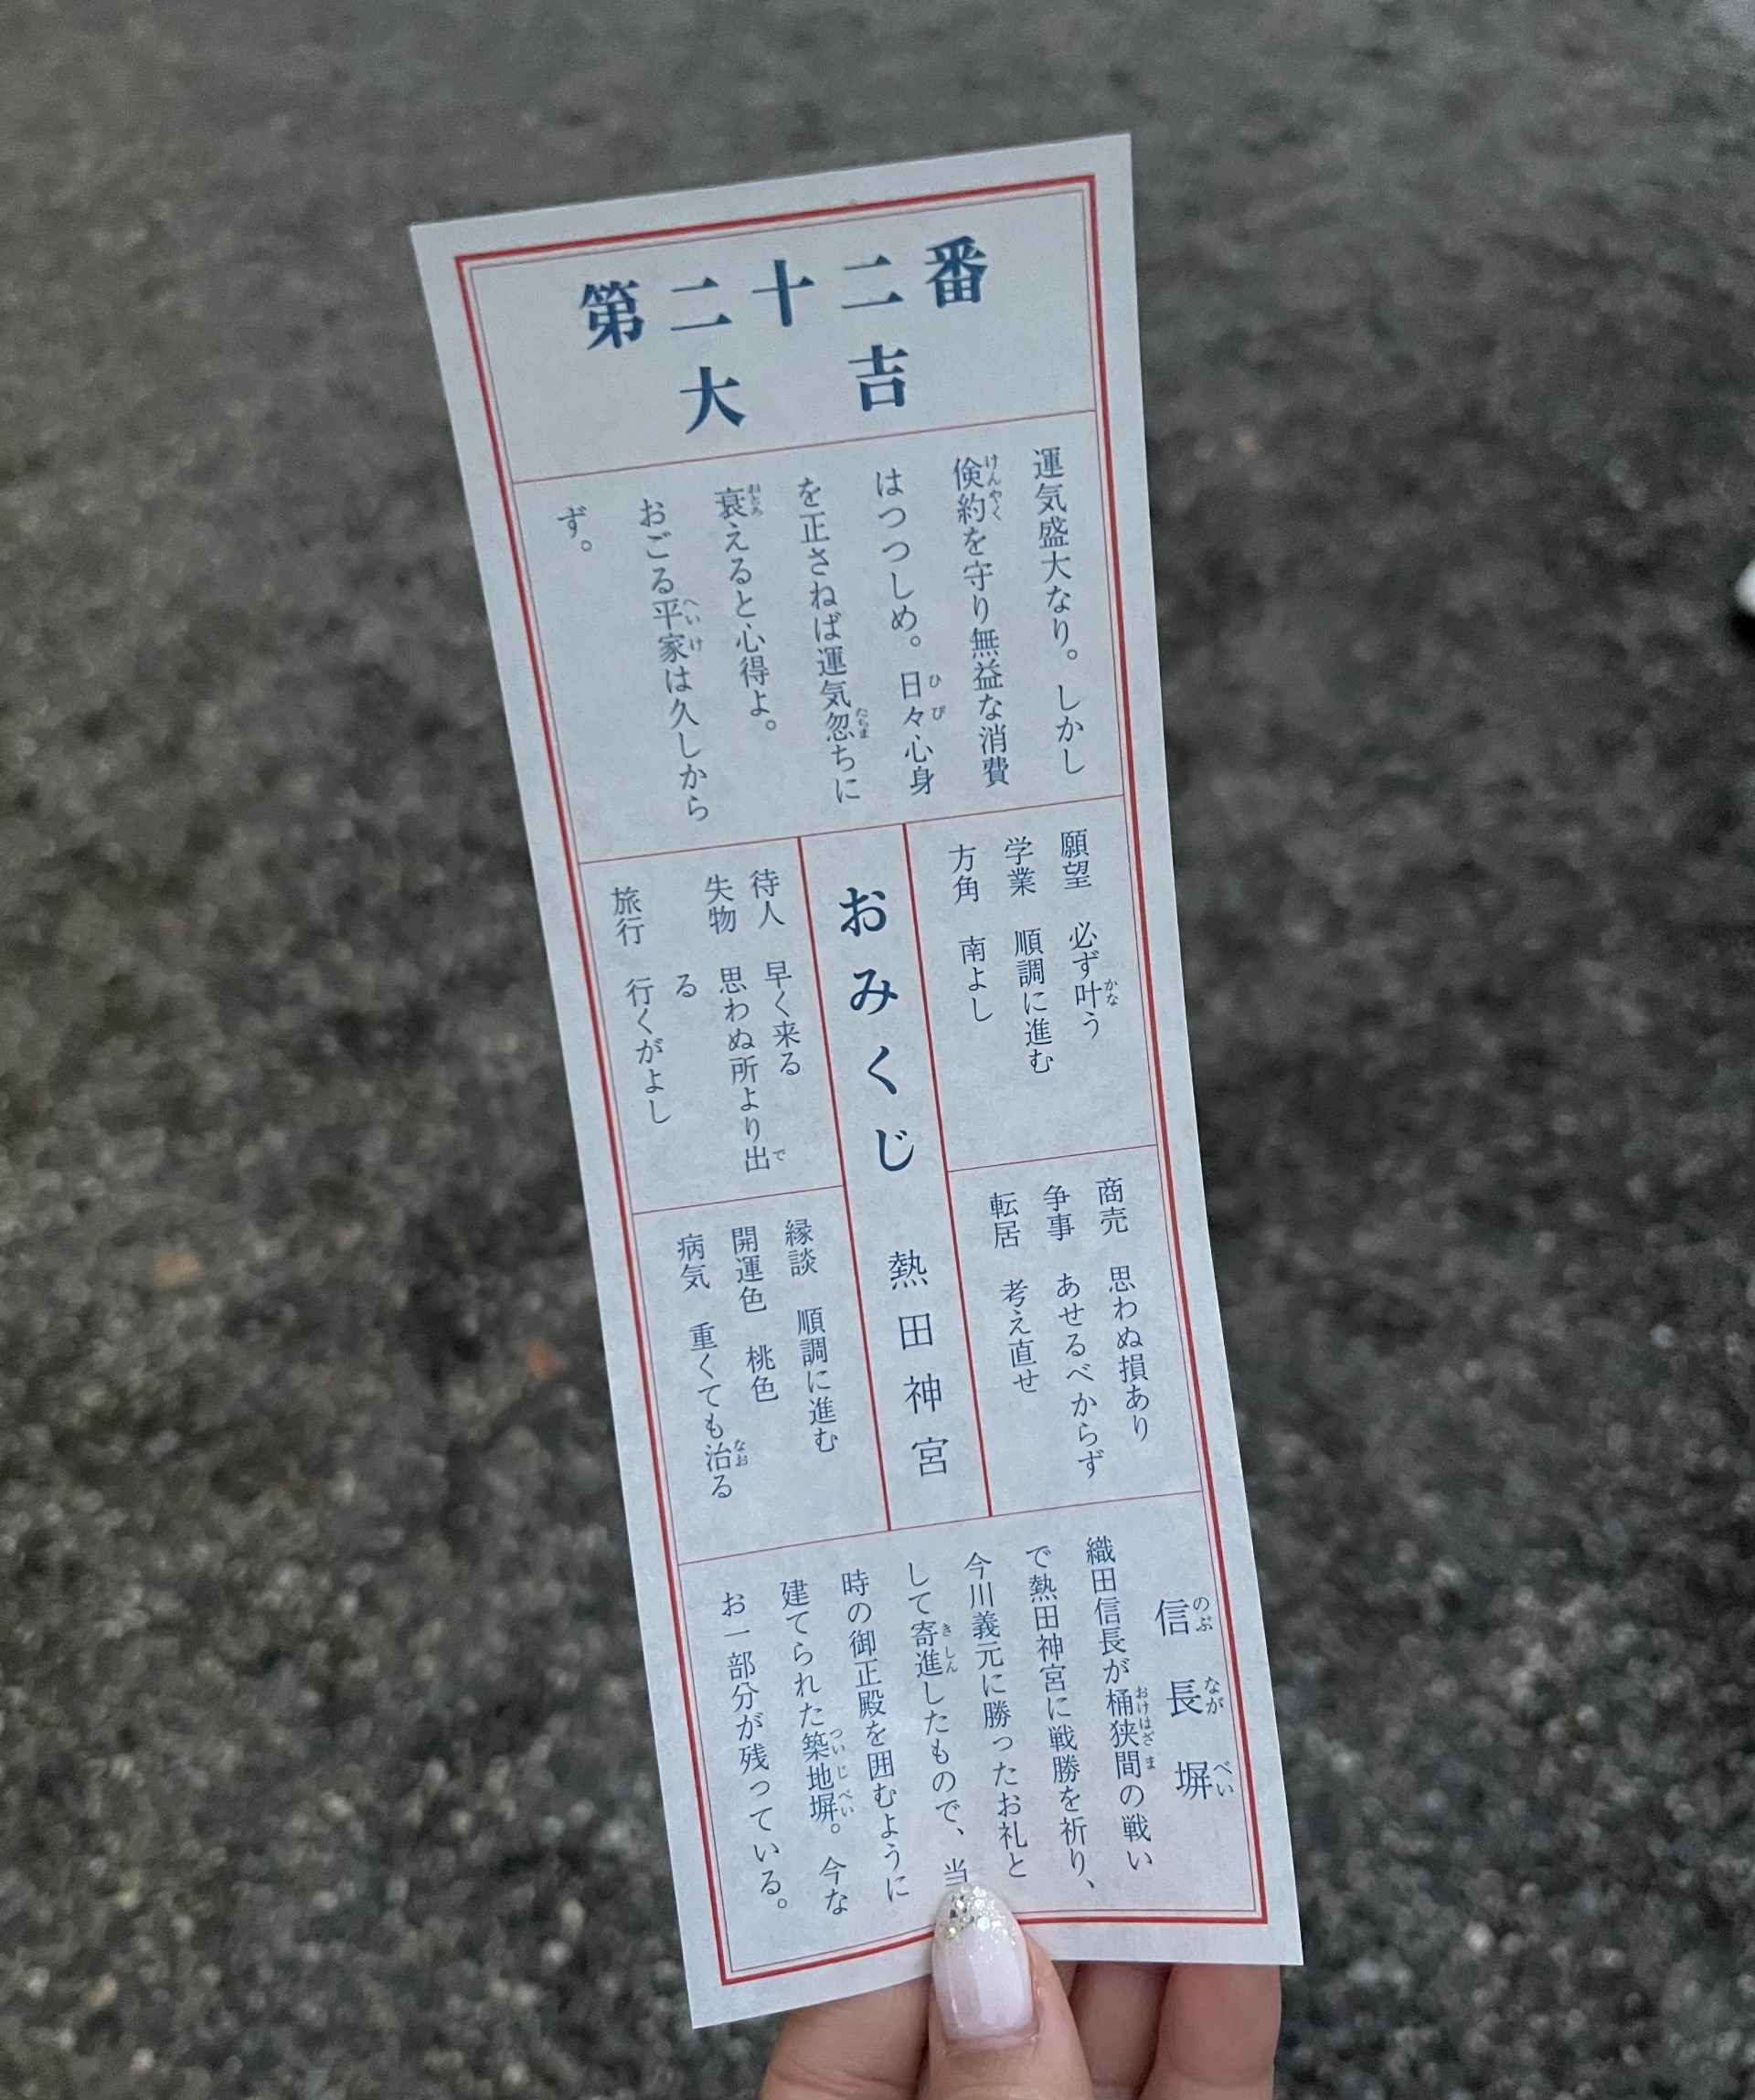 第二十二番
大吉
運気盛大なり。しかし
倹約を守り無益な消費
はつつしめ。日々心身
を正さねば運気忽ちに
衰えると心得よ。
おごる平家は久しから
ず。
願望 必ず叶う
学業 順調に進む
方角 南よし
商売 思わぬ損あり
争事 あせるべからず
転居 考え直せ
おみくじ 熱田神宮
待人 早く来る
失物 思わぬ所より出
る
旅行 行くがよし
縁談 順調に進む
開運色 桃色
病気 重くても治る
信長塀
織田信長が桶狭間の戦い
で熱田神宮に戦勝を祈り、
今川義元に勝ったお礼と
して寄進したもので、当
時の御正殿を囲むように
建てられた築地塀。今な
お一部分が残っている。